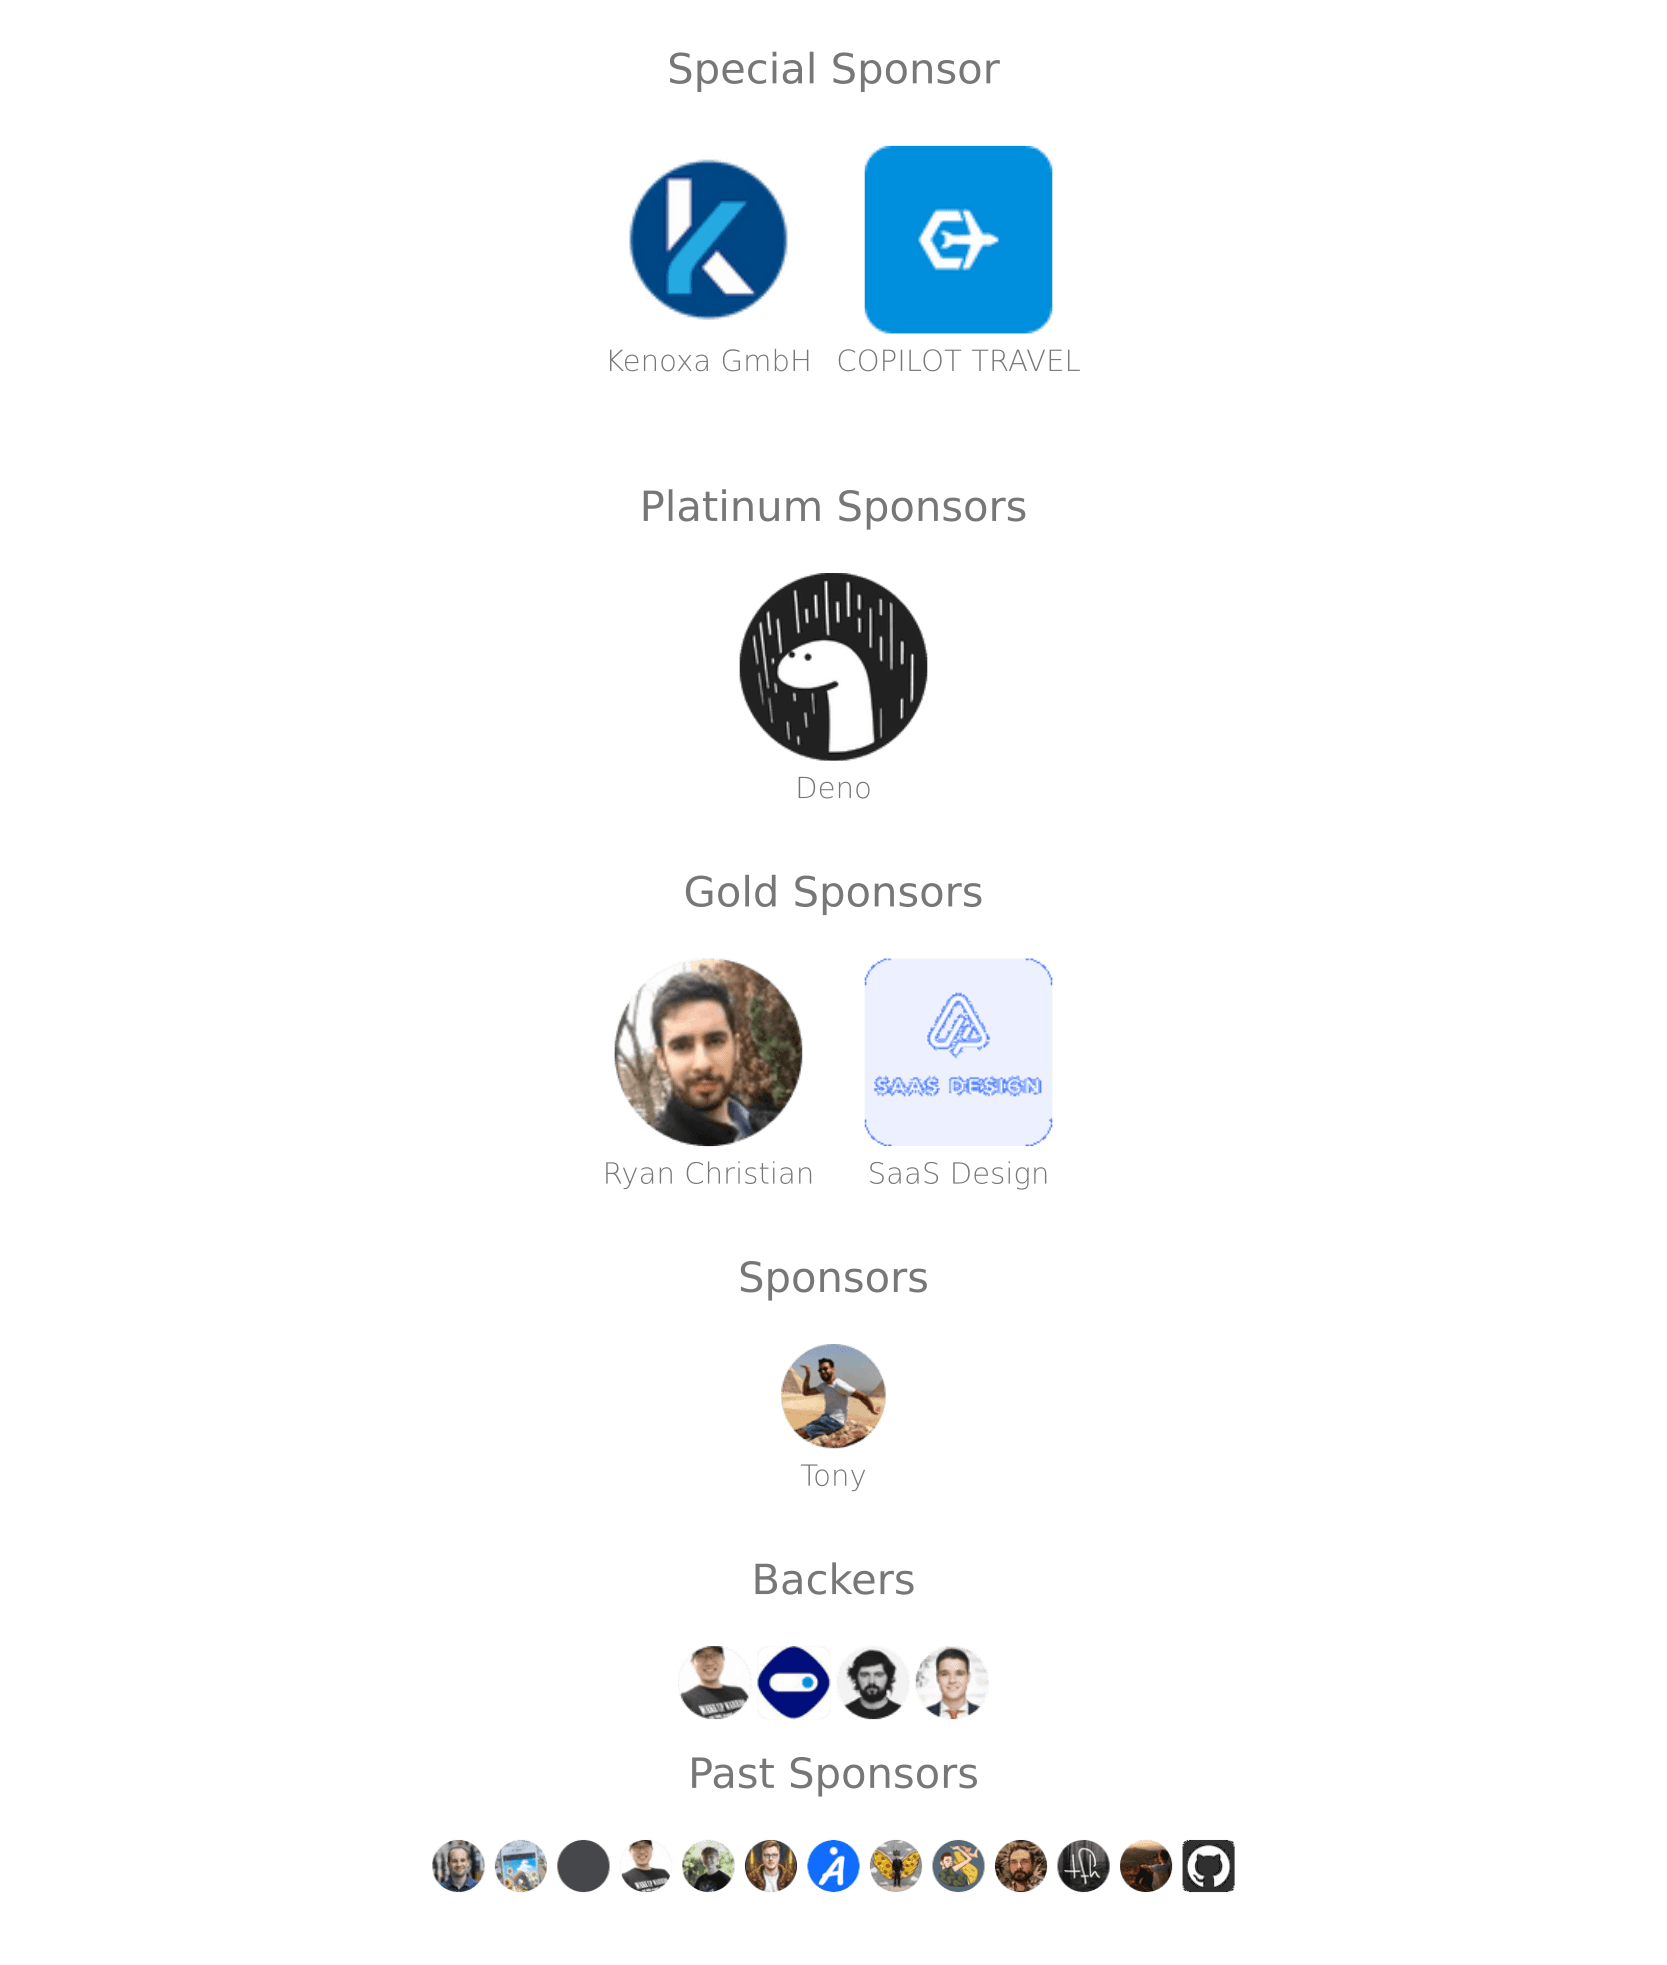 Special Sponsor
Kenoxa GmbH COPILOT TRAVEL
Platinum Sponsors
Deno
Gold Sponsors
SAAS DESIGN
Ryan Christian SaaS Design
Sponsors
Tony
Backers
Past Sponsors